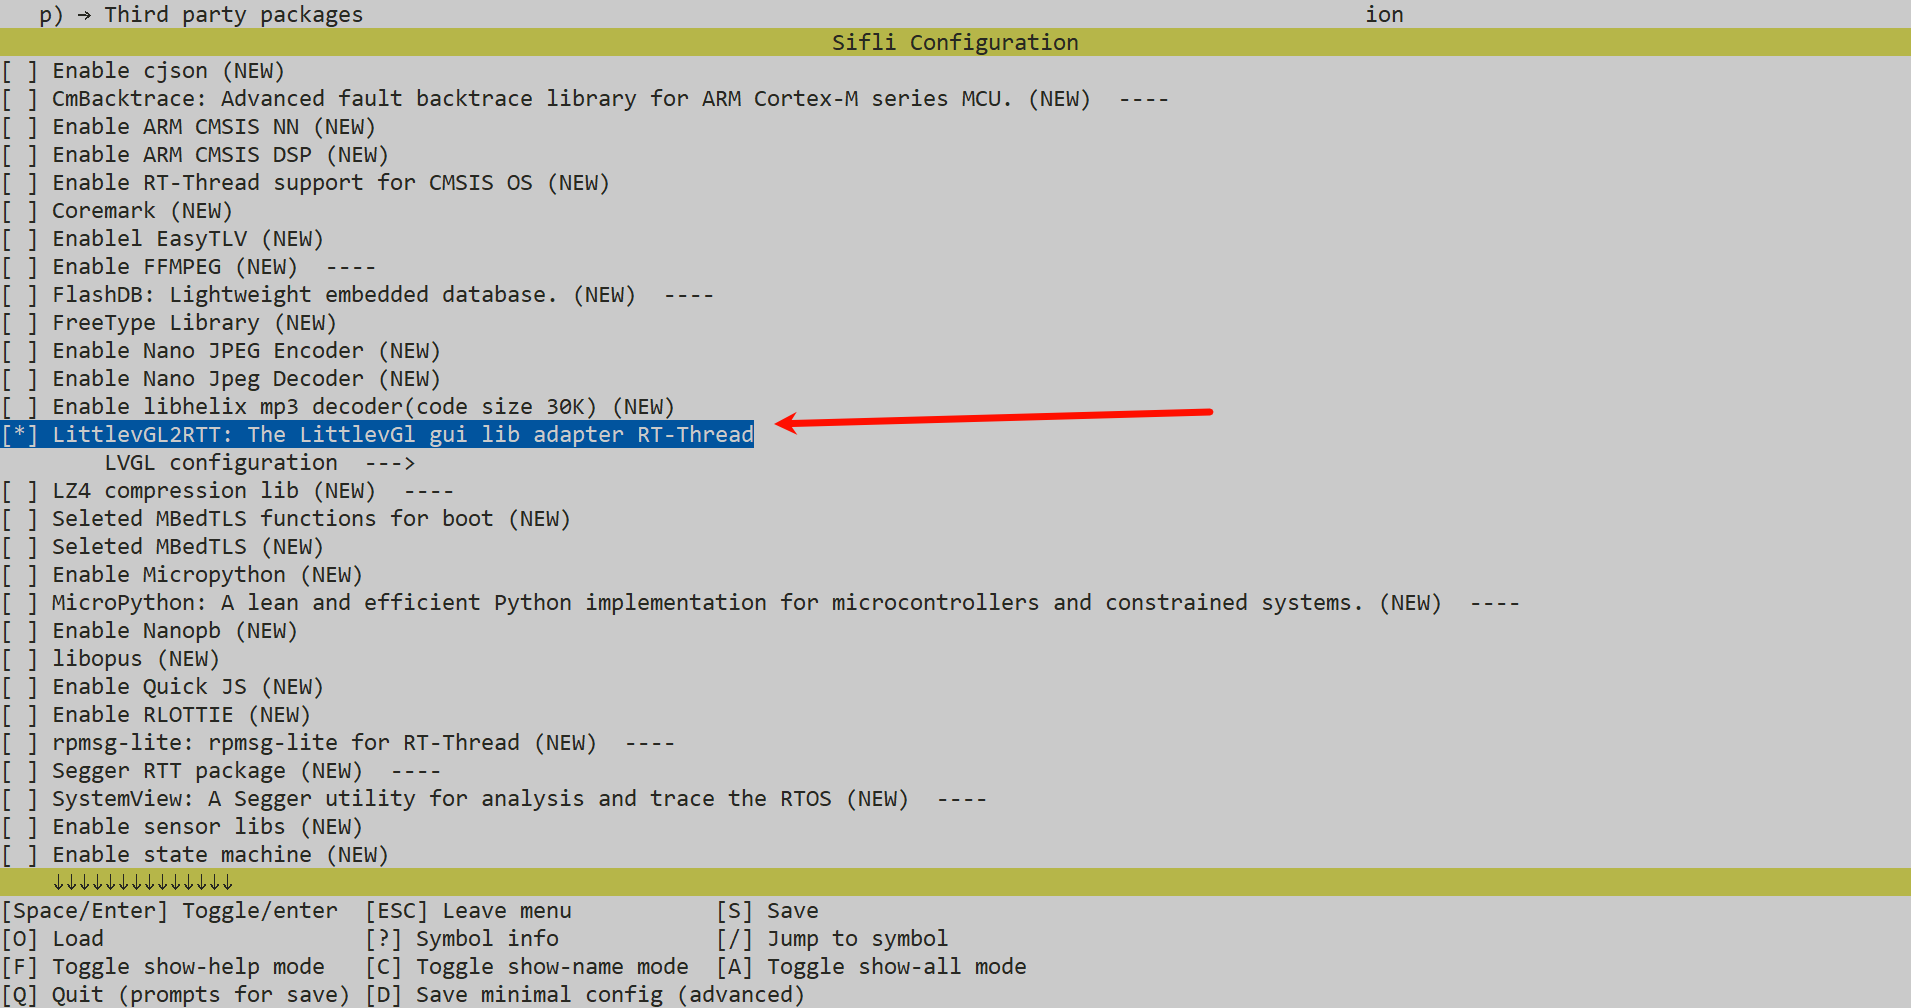 p) → Third party packages ion
Sifli Configuration
[ ] Enable cjson (NEW)
[ ] CmBacktrace: Advanced fault backtrace library for ARM Cortex-M series MCU. (NEW)  ----
[ ] Enable ARM CMSIS NN (NEW)
[ ] Enable ARM CMSIS DSP (NEW)
[ ] Enable RT-Thread support for CMSIS OS (NEW)
[ ] Coremark (NEW)
[ ] Enablel EasyTLV (NEW)
[ ] Enable FFMPEG (NEW)  ----
[ ] FlashDB: Lightweight embedded database. (NEW)  ----
[ ] FreeType Library (NEW)
[ ] Enable Nano JPEG Encoder (NEW)
[ ] Enable Nano Jpeg Decoder (NEW)
[ ] Enable libhelix mp3 decoder(code size 30K) (NEW)
[*] LittlevGL2RTT: The LittlevGl gui lib adapter RT-Thread
LVGL configuration  --->
[ ] LZ4 compression lib (NEW)  ----
[ ] Seleted MBedTLS functions for boot (NEW)
[ ] Seleted MBedTLS (NEW)
[ ] Enable Micropython (NEW)
[ ] MicroPython: A lean and efficient Python implementation for microcontrollers and constrained systems. (NEW)  ----
[ ] Enable Nanopb (NEW)
[ ] libopus (NEW)
[ ] Enable Quick JS (NEW)
[ ] Enable RLOTTIE (NEW)
[ ] rpmsg-lite: rpmsg-lite for RT-Thread (NEW)  ----
[ ] Segger RTT package (NEW)  ----
[ ] SystemView: A Segger utility for analysis and trace the RTOS (NEW)  ----
[ ] Enable sensor libs (NEW)
[ ] Enable state machine (NEW)
↓↓↓↓↓↓↓↓↓↓↓↓↓↓
[Space/Enter] Toggle/enter  [ESC] Leave menu  [S] Save
[O] Load  [?] Symbol info  [/] Jump to symbol
[F] Toggle show-help mode  [C] Toggle show-name mode  [A] Toggle show-all mode
[Q] Quit (prompts for save) [D] Save minimal config (advanced)